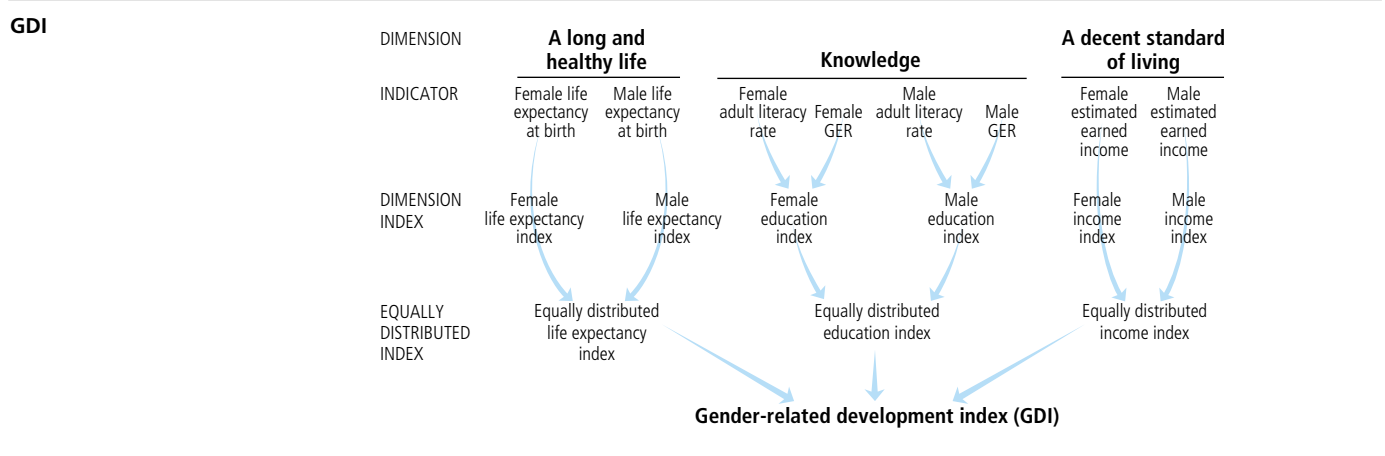 GDI
DIMENSION
A long and
healthy life
Knowledge
A decent standard
of living
INDICATOR
Female life
expectancy
at birth
Male life
expectancy
at birth
Female
adult literacy
rate
Female
GER
Male
adult literacy
rate
Male
GER
Female
estimated
earned
income
Male
estimated
earned
income
DIMENSION
INDEX
Female
life expectancy
index
Male
life expectancy
index
Female
education
index
Male
education
index
Female
income
index
Male
income
index
EQUALLY
DISTRIBUTED
INDEX
Equally distributed
life expectancy
index
Equally distributed
education index
Equally distributed
income index
Gender-related development index (GDI)